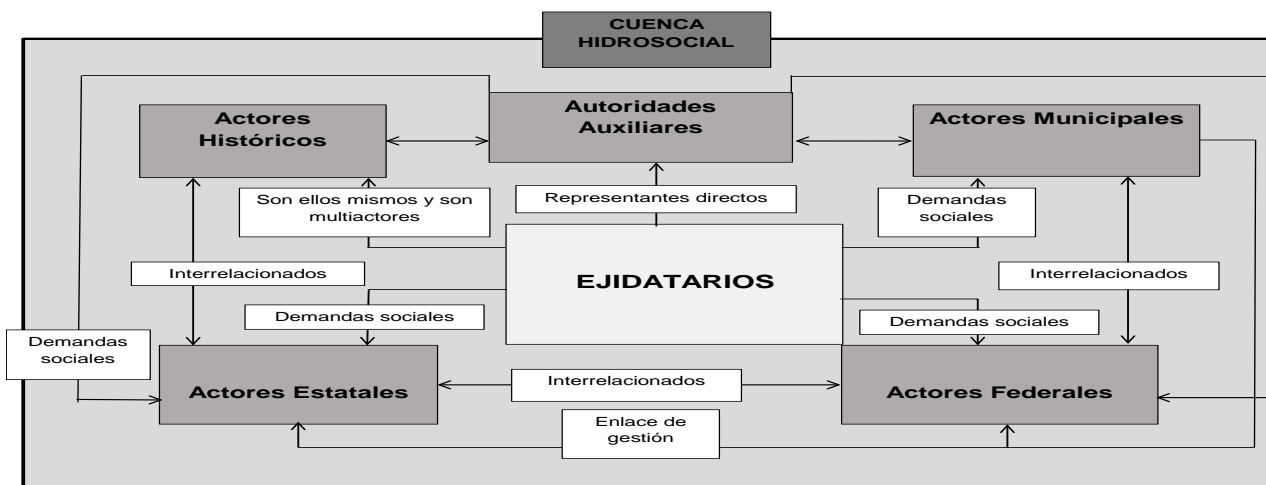 CUENCA
HIDROSOCIAL
Actores
Históricos
Autoridades
Auxiliares
Actores Municipales
Son ellos mismos y son
multiactores
Representantes directos
Demandas
sociales
Interrelacionados
EJIDATARIOS
Interrelacionados
Demandas sociales
Demandas sociales
Demandas
sociales
Actores Estatales
Interrelacionados
Actores Federales
Enlace de
gestión